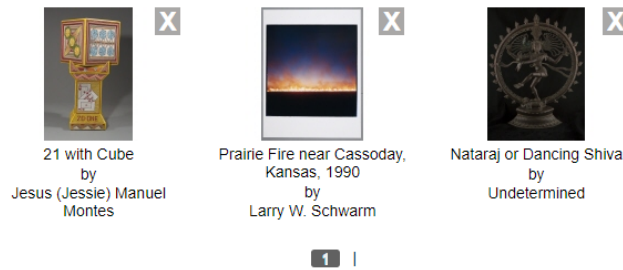 X
X
X
21 with Cube
by
Jesus (Jessie) Manuel
Montes
Prairie Fire near Cassoday,
Kansas, 1990
by
Larry W. Schwarm
Nataraj or Dancing Shiva
by
Undetermined
1 |